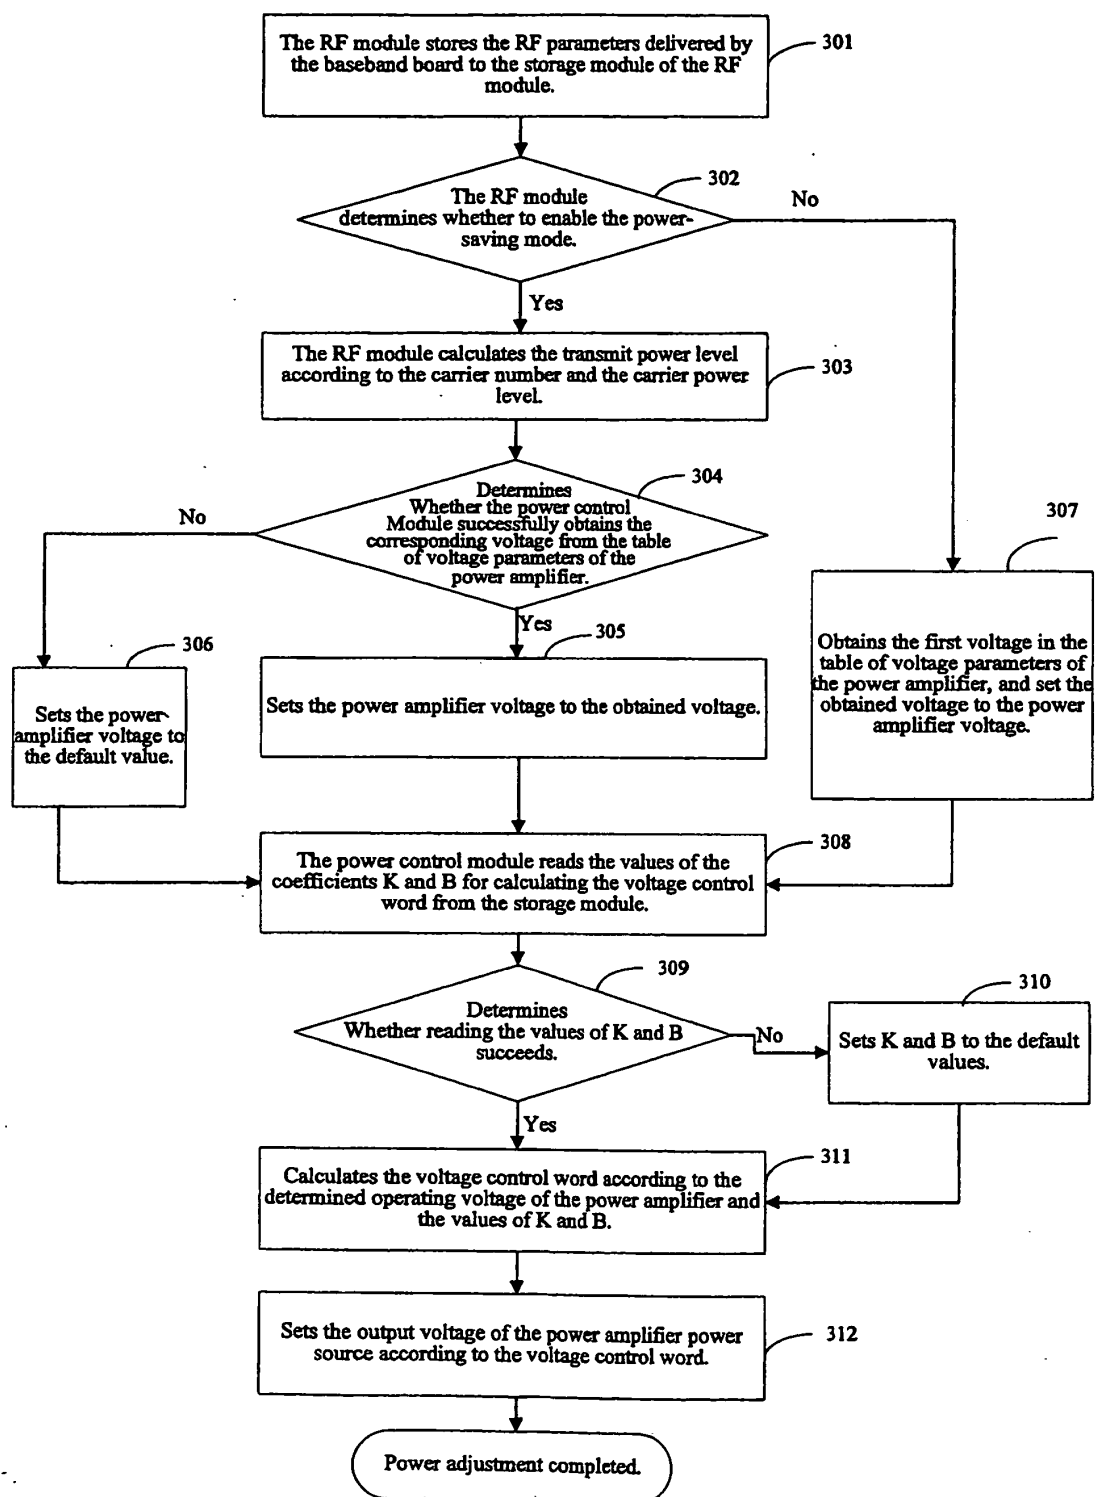 The RF module stores the RF parameters delivered by
the baseband board to the storage module of the RF
module.
301
The RF module
determines whether to enable the power-
saving mode.
302
No
Yes
The RF module calculates the transmit power level
according to the carrier number and the carrier power
level.
303
Determines
Whether the power control
Module successfully obtains the
corresponding voltage from the table
of voltage parameters of the
power amplifier.
304
No
307
Yes
305
306
Sets the power
amplifier voltage to
the default value.
Sets the power amplifier voltage to the obtained voltage.
Obtains the first voltage in the
table of voltage parameters of
the power amplifier, and set the
obtained voltage to the power
amplifier voltage.
The power control module reads the values of the
coefficients K and B for calculating the voltage control
word from the storage module.
308
Determines
Whether reading the values of K and B
succeeds.
309
No
310
Sets K and B to the default
values.
Yes
Calculates the voltage control word according to the
determined operating voltage of the power amplifier and
the values of K and B.
311
Sets the output voltage of the power amplifier power
source according to the voltage control word.
312
Power adjustment completed.